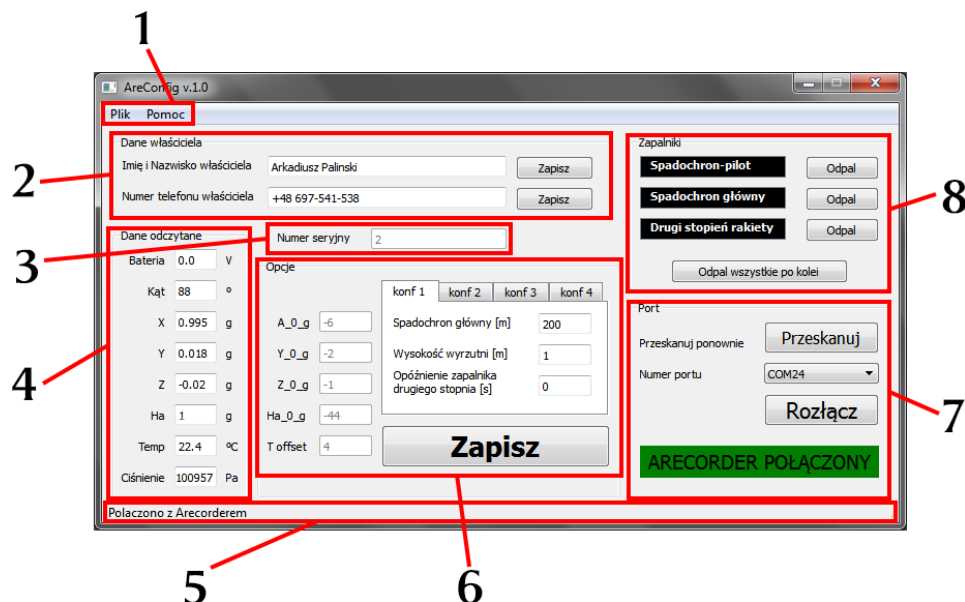 1
AreConfig v.1.0
Plik Pomoc
2
Dane właściciela
Imię i Nazwisko właściciela Arkadiusz Palinski Zapisz
Numer telefonu właściciela +48 697-541-538 Zapisz
3
Numer seryjny 2
4
Dane odczytane
Bateria 0.0 V
Kąt 88 º
X 0.995 g
Y 0.018 g
Z -0.02 g
Ha 1 g
Temp 22.4 ºC
Ciśnienie 100957 Pa
Opcje
A_0_g -6
Y_0_g -2
Z_0_g -1
Ha_0_g -44
T offset 4
konf 1 konf 2 konf 3 konf 4
Spadochron główny [m] 200
Wysokość wyrzutni [m] 1
Opóźnienie zapalnika
drugiego stopnia [s] 0
Zapisz
Zapalniki
Spadochron-pilot Odpal
Spadochron główny Odpal
Drugi stopień rakiety Odpal
Odpal wszystkie po kolei
8
Port
Przeskanuj ponownie Przeskanuj
Numer portu COM24
Rozłącz
ARECORDER POŁĄCZONY
7
Polaczono z Arecorderem
5
6